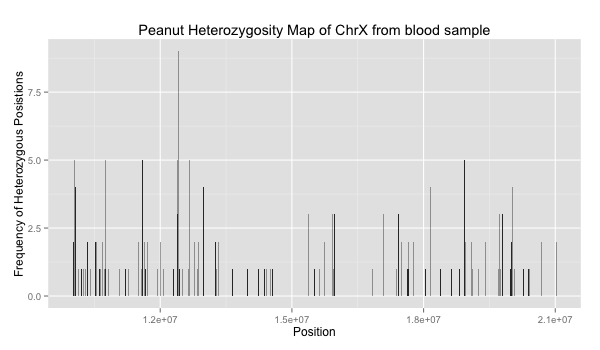 Peanut Heterozygosity Map of ChrX from blood sample
Frequency of Heterozygous Posistions
7.5
5.0
2.5
0.0
1.2e+07 1.5e+07 1.8e+07 2.1e+07
Position